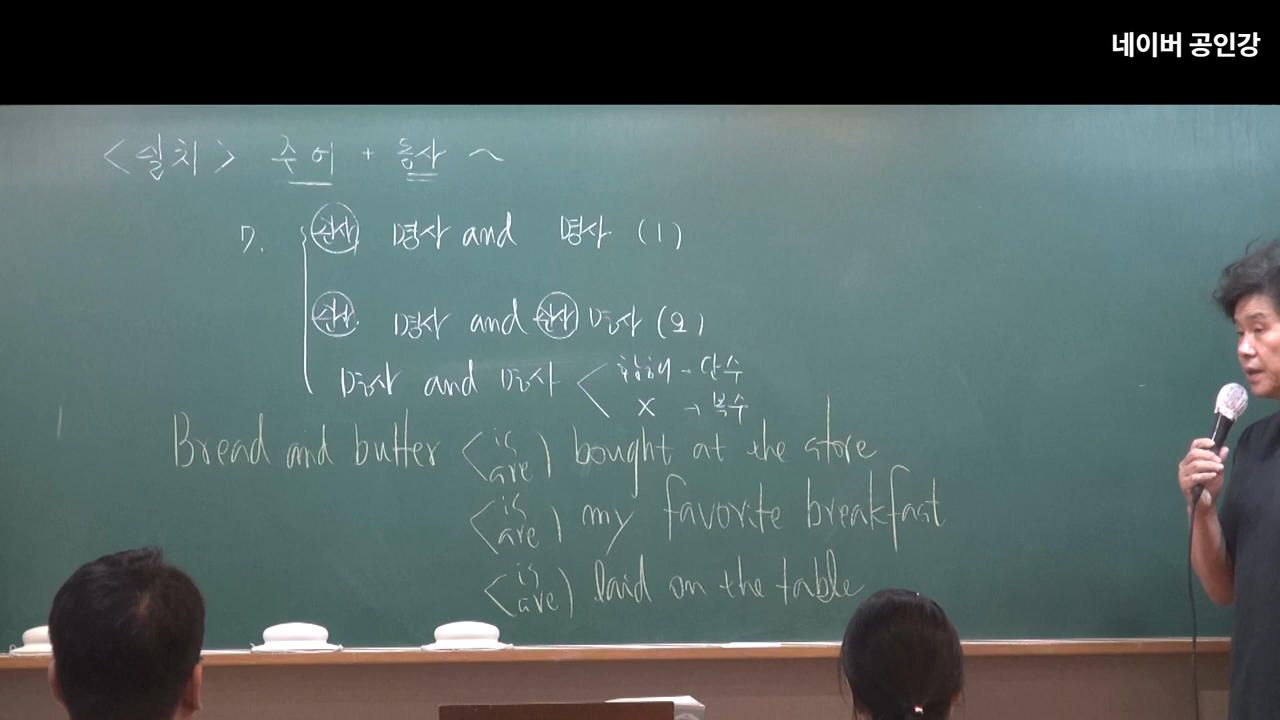 네이버 공인강
<일치> 주어 + 동사 ~
7. { (관사) 명사 and 명사 (1)
(관사) 명사 and (관사) 명사 (2)
명사 and 명사 < 합해 → 단수
X → 복수
Bread and butter <is are) bought at the store
<is are) my favorite breakfast
<is are) laid on the table